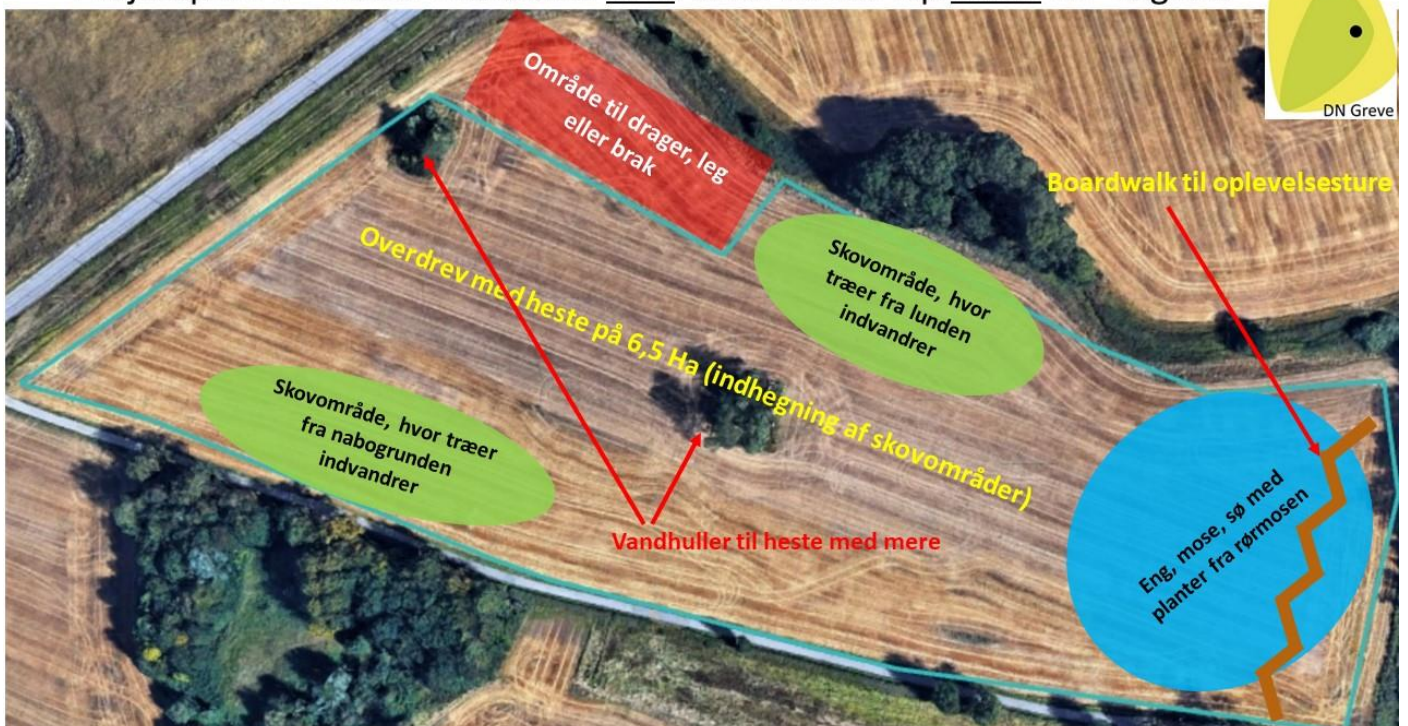 DN Greve
Område til drager, leg
eller brak
Boardwalk til oplevelsesture
Skovområde, hvor
træer fra lunden
indvandrer
Overdrev med heste på 6,5 Ha (indhegning af skovområder)
Skovområde, hvor træer
fra nabogrunden
indvandrer
Vandhuller til heste med mere
Eng, mose, sø med
planter fra rørmosen